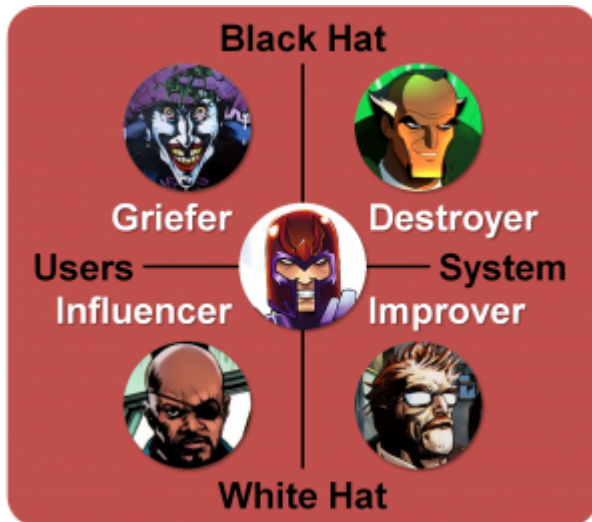 Black Hat
Griefer
Destroyer
Users
System
Influencer
Improver
White Hat